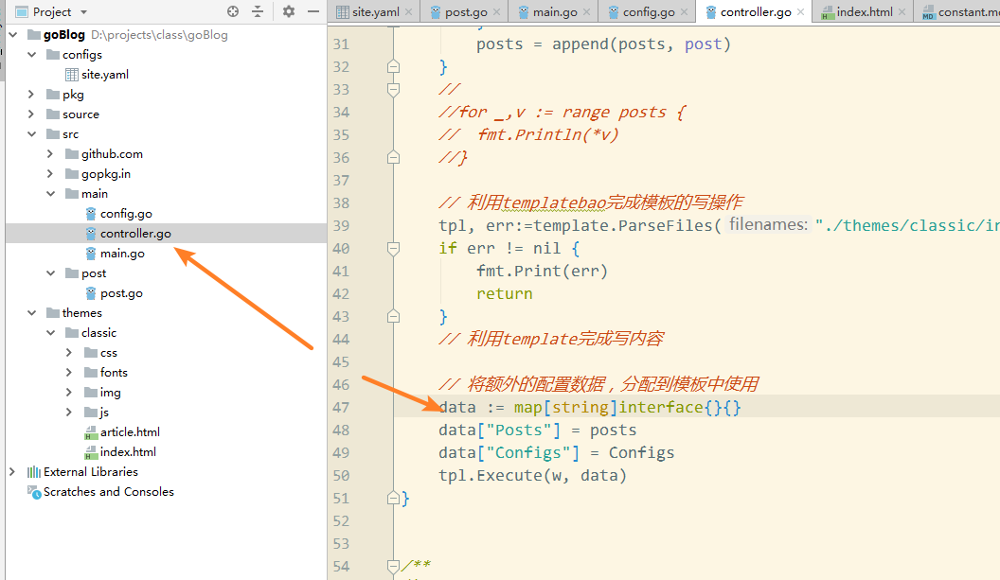 Project
goBlog D:\projects\class\goBlog
configs
site.yaml
pkg
source
src
github.com
gopkg.in
main
config.go
controller.go
main.go
post
post.go
themes
classic
css
fonts
img
js
article.html
index.html
External Libraries
Scratches and Consoles
site.yaml post.go main.go config.go controller.go index.html constant.m
31 posts = append(posts, post)
32 }
33 //
34 //for _,v := range posts {
35 // fmt.Println(*v)
36 //}
37
38 // 利用templatebao完成模板的写操作
39 tpl, err:=template.ParseFiles( filenames: "./themes/classic/in
40 if err != nil {
41 fmt.Print(err)
42 return
43 }
44 // 利用template完成写内容
45
46 // 将额外的配置数据，分配到模板中使用
47 data := map[string]interface{}{}
48 data["Posts"] = posts
49 data["Configs"] = Configs
50 tpl.Execute(w, data)
51 }
52
53
54 /**